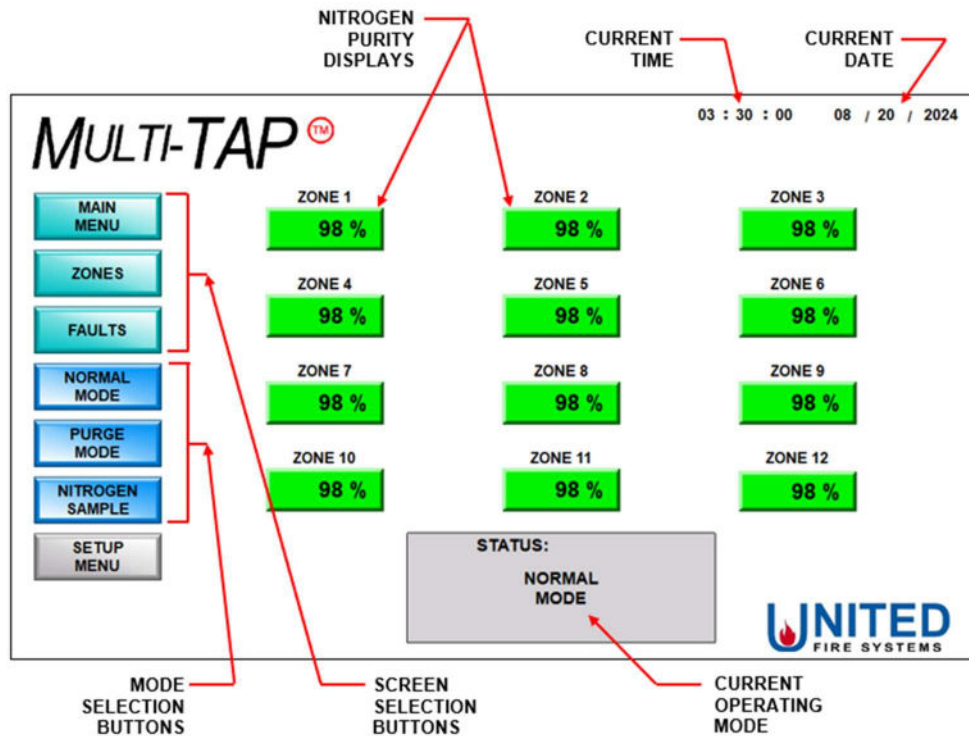 NITROGEN
PURITY
DISPLAYS
CURRENT
TIME
CURRENT
DATE
03 : 30 : 00 08 / 20 / 2024
MULTI-TAP TM
MAIN
MENU
ZONES
FAULTS
NORMAL
MODE
PURGE
MODE
NITROGEN
SAMPLE
SETUP
MENU
ZONE 1 ZONE 2 ZONE 3
98 % 98 % 98 %
ZONE 4 ZONE 5 ZONE 6
98 % 98 % 98 %
ZONE 7 ZONE 8 ZONE 9
98 % 98 % 98 %
ZONE 10 ZONE 11 ZONE 12
98 % 98 % 98 %
STATUS:
NORMAL
MODE
UNITED
FIRE SYSTEMS
MODE
SELECTION
BUTTONS
SCREEN
SELECTION
BUTTONS
CURRENT
OPERATING
MODE